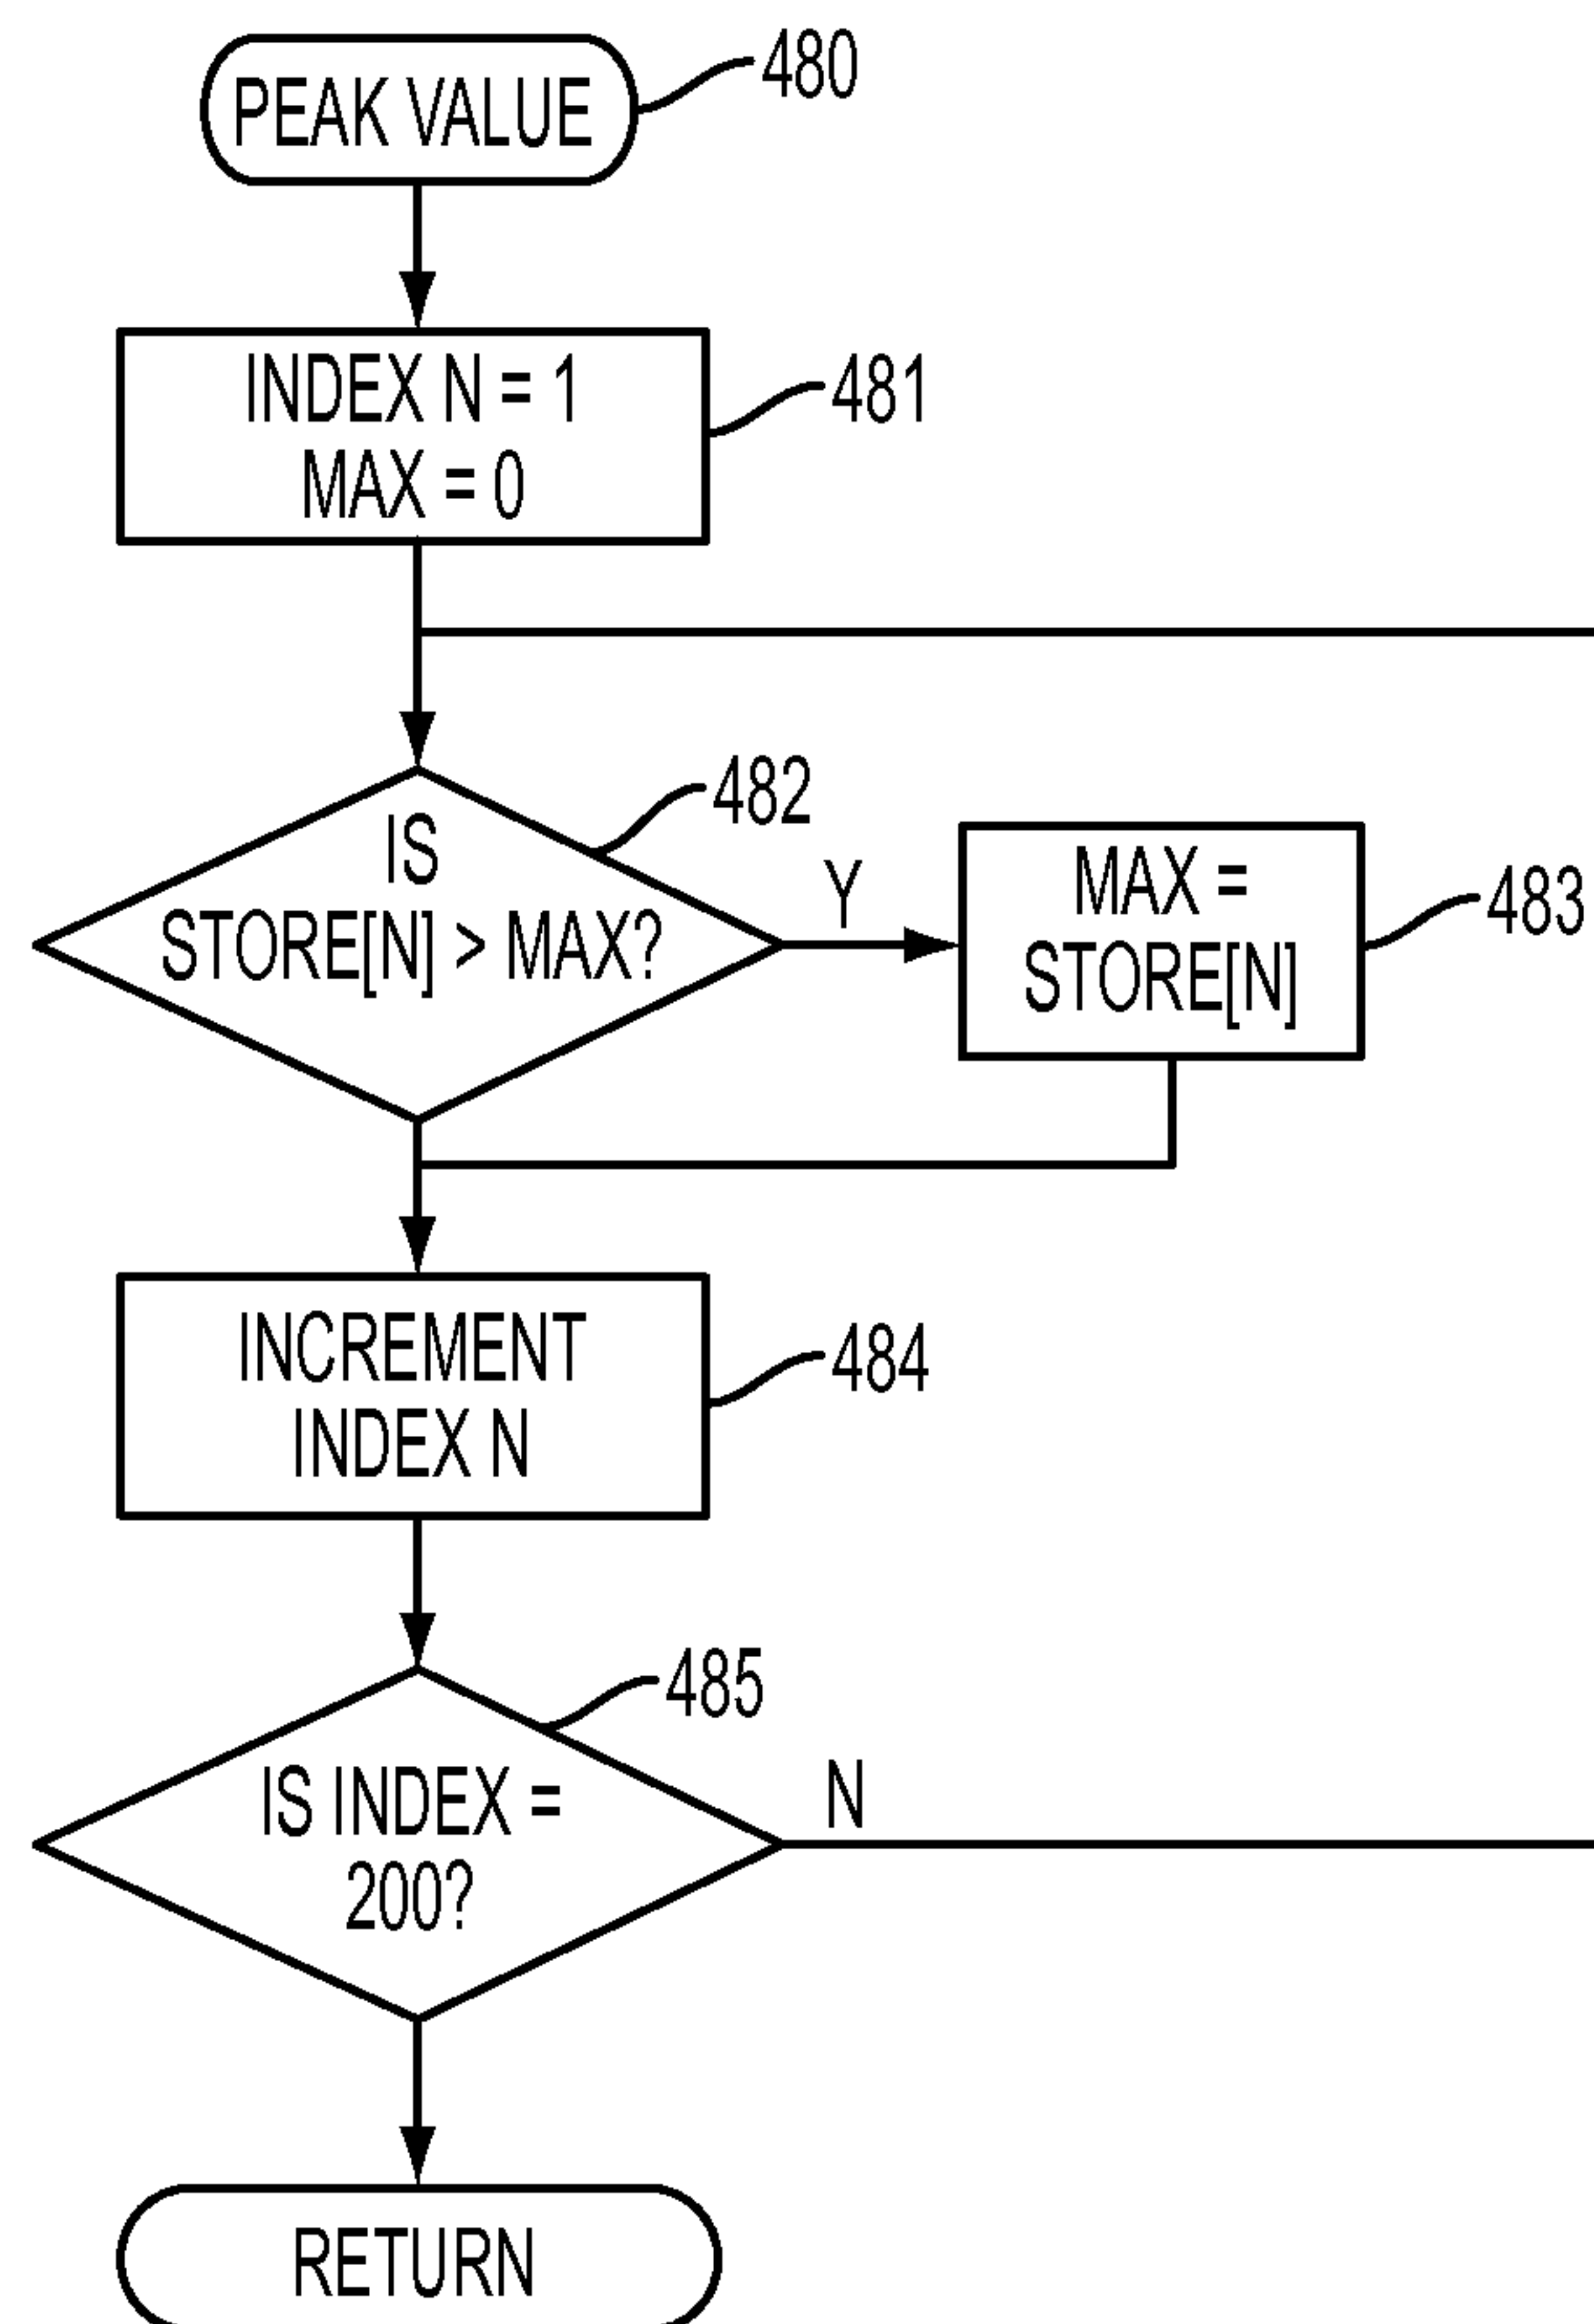 PEAK VALUE
480
INDEX N = 1
MAX = 0
481
IS
STORE[N] > MAX?
482
Y
MAX =
STORE[N]
483
INCREMENT
INDEX N
484
IS INDEX =
200?
485
N
RETURN